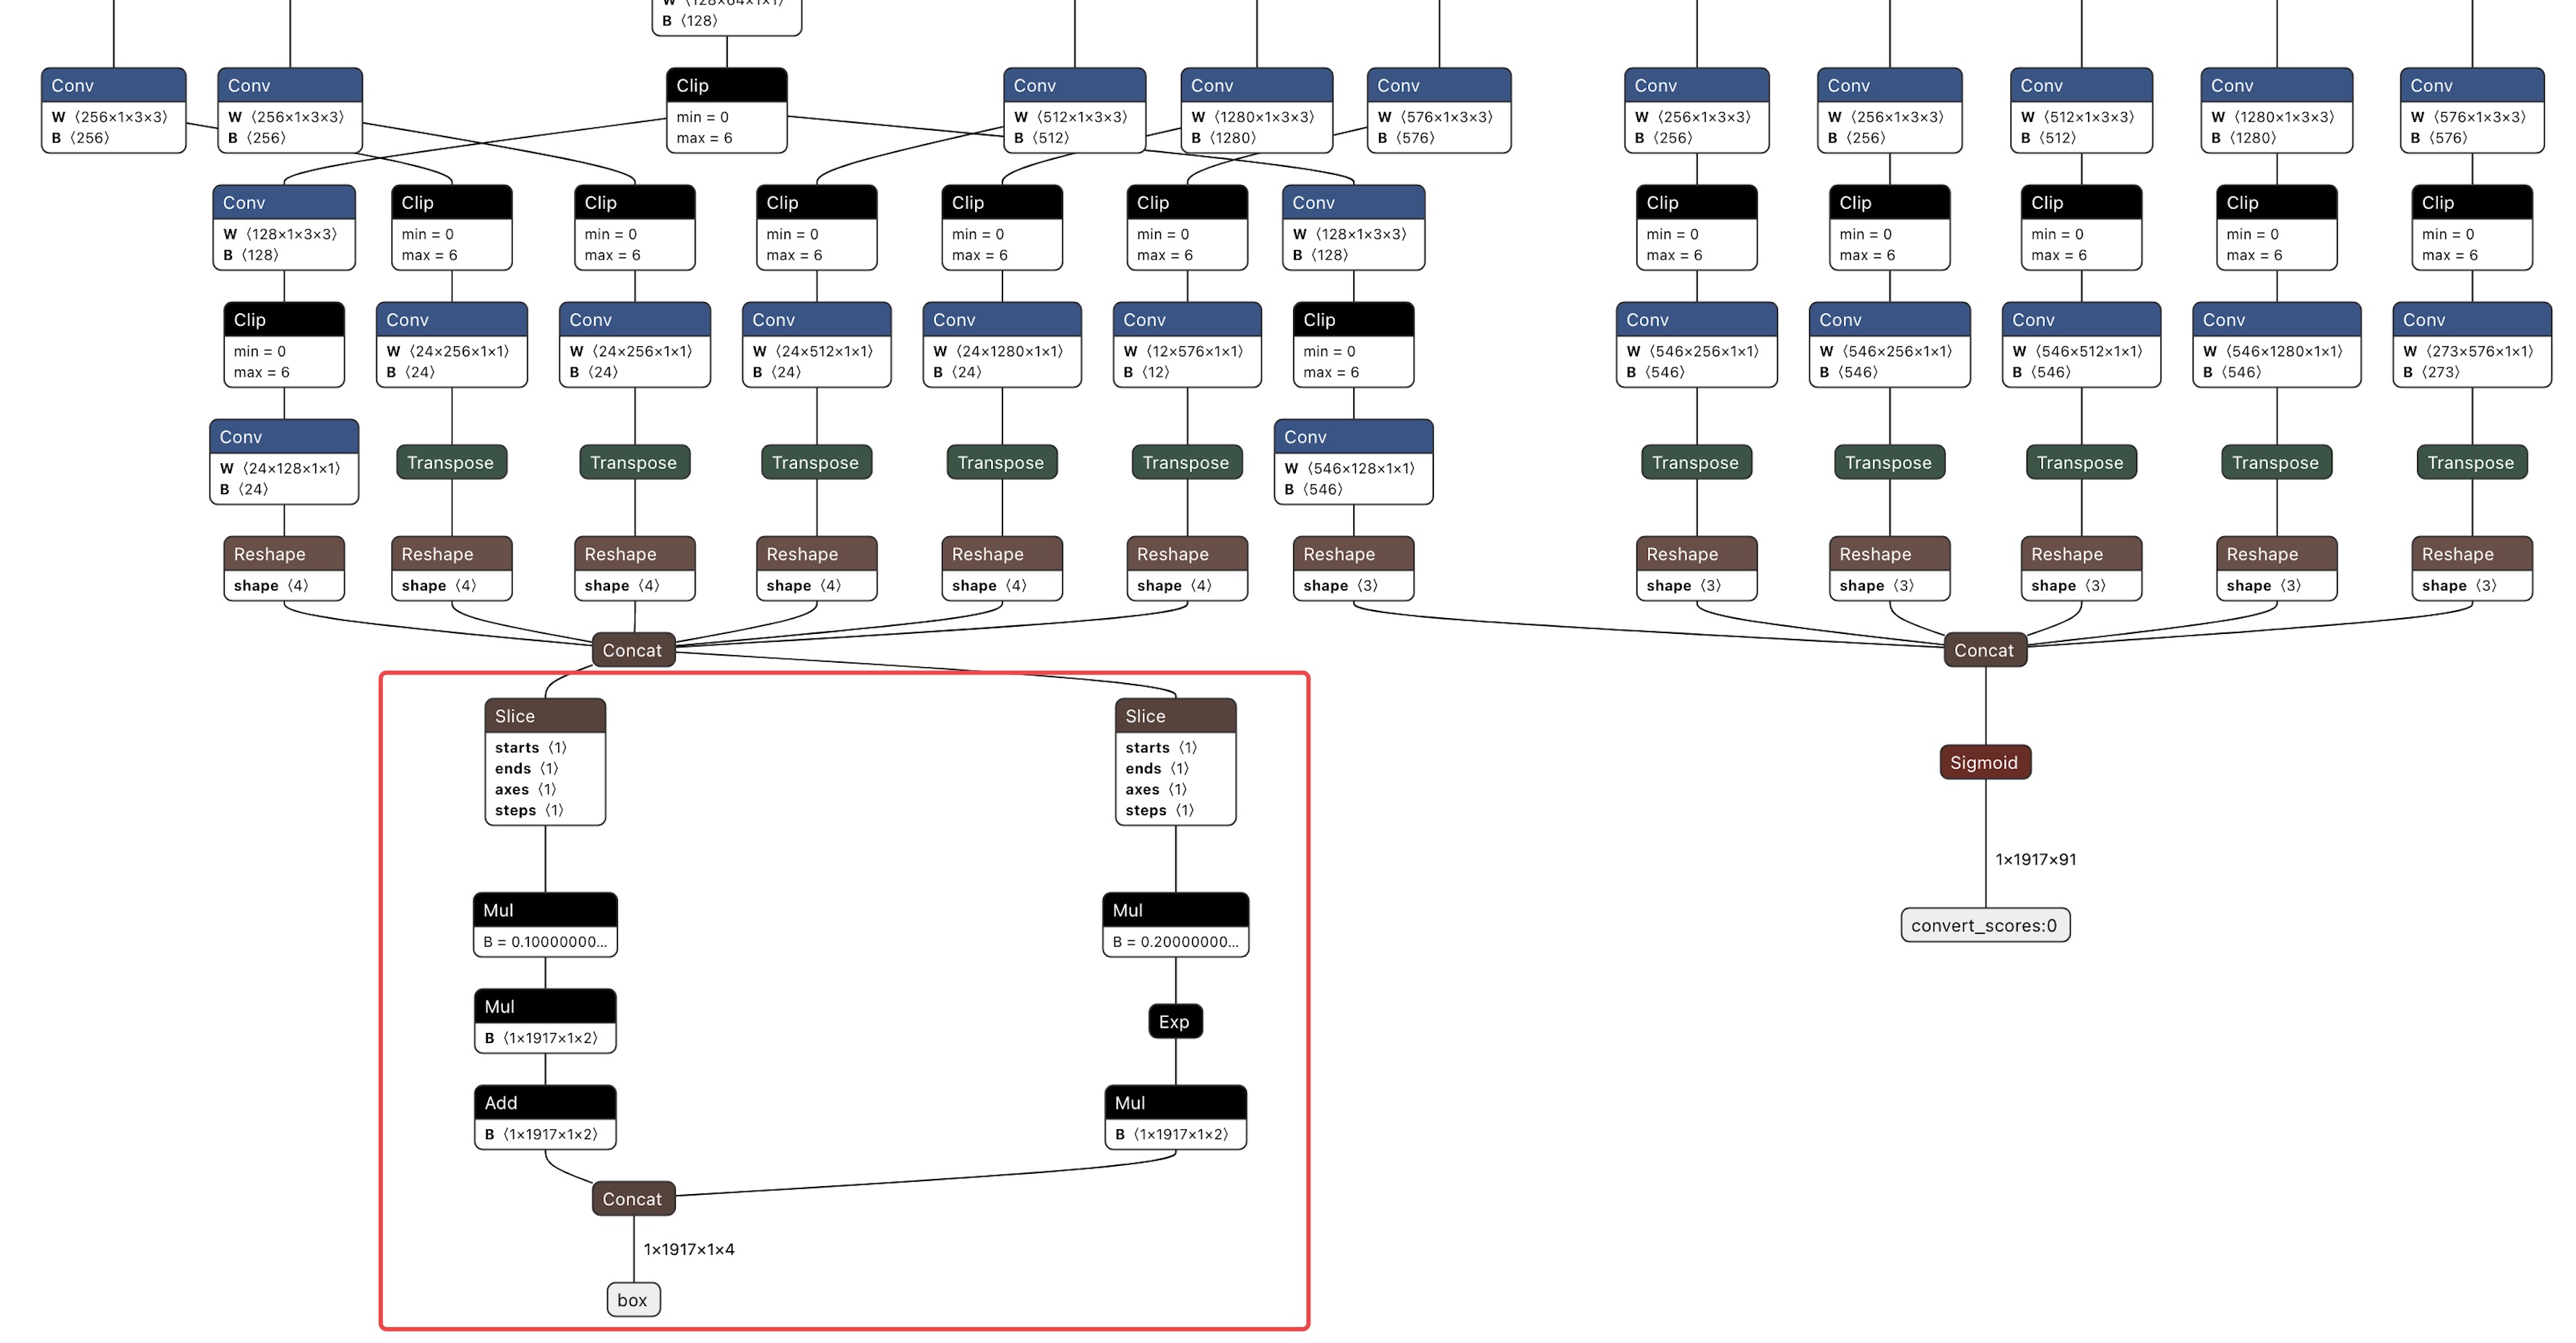 W ⟨128×64×1×1⟩
B ⟨128⟩
Conv
W ⟨256×1×3×3⟩
B ⟨256⟩
Conv
W ⟨256×1×3×3⟩
B ⟨256⟩
Clip
min = 0
max = 6
Conv
W ⟨512×1×3×3⟩
B ⟨512⟩
Conv
W ⟨1280×1×3×3⟩
B ⟨1280⟩
Conv
W ⟨576×1×3×3⟩
B ⟨576⟩
Conv
W ⟨256×1×3×3⟩
B ⟨256⟩
Conv
W ⟨256×1×3×3⟩
B ⟨256⟩
Conv
W ⟨512×1×3×3⟩
B ⟨512⟩
Conv
W ⟨1280×1×3×3⟩
B ⟨1280⟩
Conv
W ⟨576×1×3×3⟩
B ⟨576⟩
Conv
W ⟨128×1×3×3⟩
B ⟨128⟩
Clip
min = 0
max = 6
Clip
min = 0
max = 6
Clip
min = 0
max = 6
Clip
min = 0
max = 6
Clip
min = 0
max = 6
Conv
W ⟨128×1×3×3⟩
B ⟨128⟩
Clip
min = 0
max = 6
Clip
min = 0
max = 6
Clip
min = 0
max = 6
Clip
min = 0
max = 6
Clip
min = 0
max = 6
Clip
min = 0
max = 6
Conv
W ⟨24×256×1×1⟩
B ⟨24⟩
Conv
W ⟨24×256×1×1⟩
B ⟨24⟩
Conv
W ⟨24×512×1×1⟩
B ⟨24⟩
Conv
W ⟨24×1280×1×1⟩
B ⟨24⟩
Conv
W ⟨12×576×1×1⟩
B ⟨12⟩
Clip
min = 0
max = 6
Conv
W ⟨546×256×1×1⟩
B ⟨546⟩
Conv
W ⟨546×256×1×1⟩
B ⟨546⟩
Conv
W ⟨546×512×1×1⟩
B ⟨546⟩
Conv
W ⟨546×1280×1×1⟩
B ⟨546⟩
Conv
W ⟨273×576×1×1⟩
B ⟨273⟩
Conv
W ⟨24×128×1×1⟩
B ⟨24⟩
Transpose
Transpose
Transpose
Transpose
Transpose
Conv
W ⟨546×128×1×1⟩
B ⟨546⟩
Transpose
Transpose
Transpose
Transpose
Transpose
Reshape
shape ⟨4⟩
Reshape
shape ⟨4⟩
Reshape
shape ⟨4⟩
Reshape
shape ⟨4⟩
Reshape
shape ⟨4⟩
Reshape
shape ⟨4⟩
Reshape
shape ⟨3⟩
Reshape
shape ⟨3⟩
Reshape
shape ⟨3⟩
Reshape
shape ⟨3⟩
Reshape
shape ⟨3⟩
Reshape
shape ⟨3⟩
Concat
Concat
Slice
starts ⟨1⟩
ends ⟨1⟩
axes ⟨1⟩
steps ⟨1⟩
Slice
starts ⟨1⟩
ends ⟨1⟩
axes ⟨1⟩
steps ⟨1⟩
Sigmoid
1×1917×91
convert_scores:0
Mul
B = 0.10000000...
Mul
B = 0.20000000...
Mul
B ⟨1×1917×1×2⟩
Exp
Add
B ⟨1×1917×1×2⟩
Mul
B ⟨1×1917×1×2⟩
Concat
1×1917×1×4
box